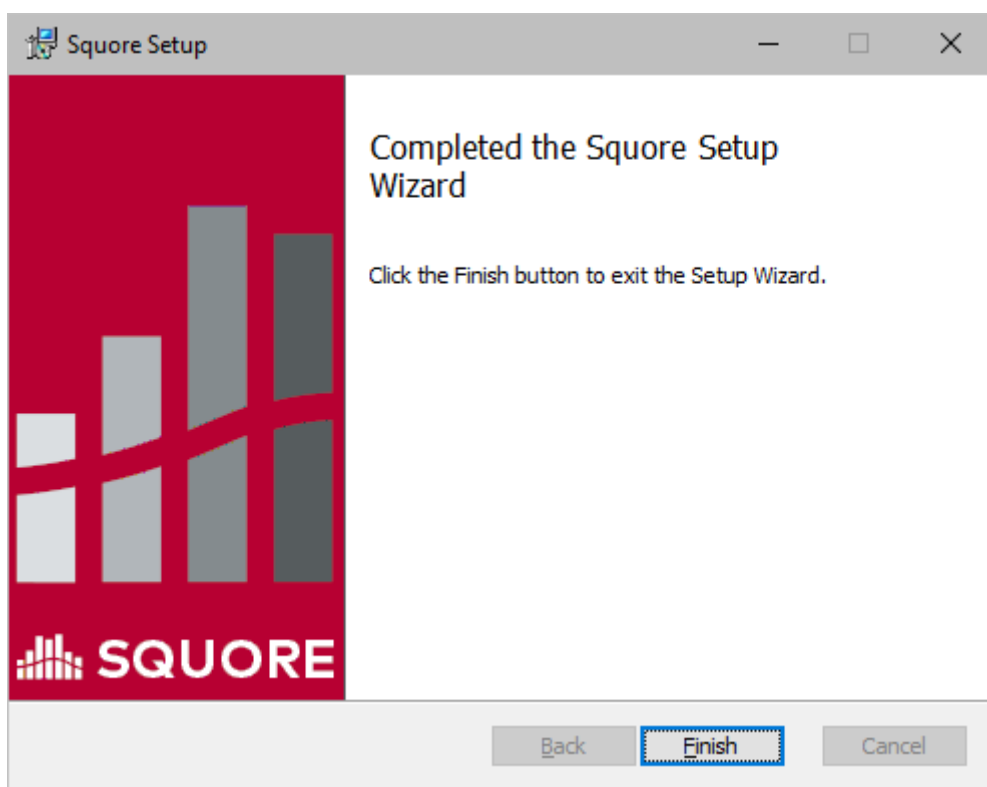 Squore Setup
Completed the Squore Setup
Wizard
Click the Finish button to exit the Setup Wizard.
SQUORE
Back
Finish
Cancel